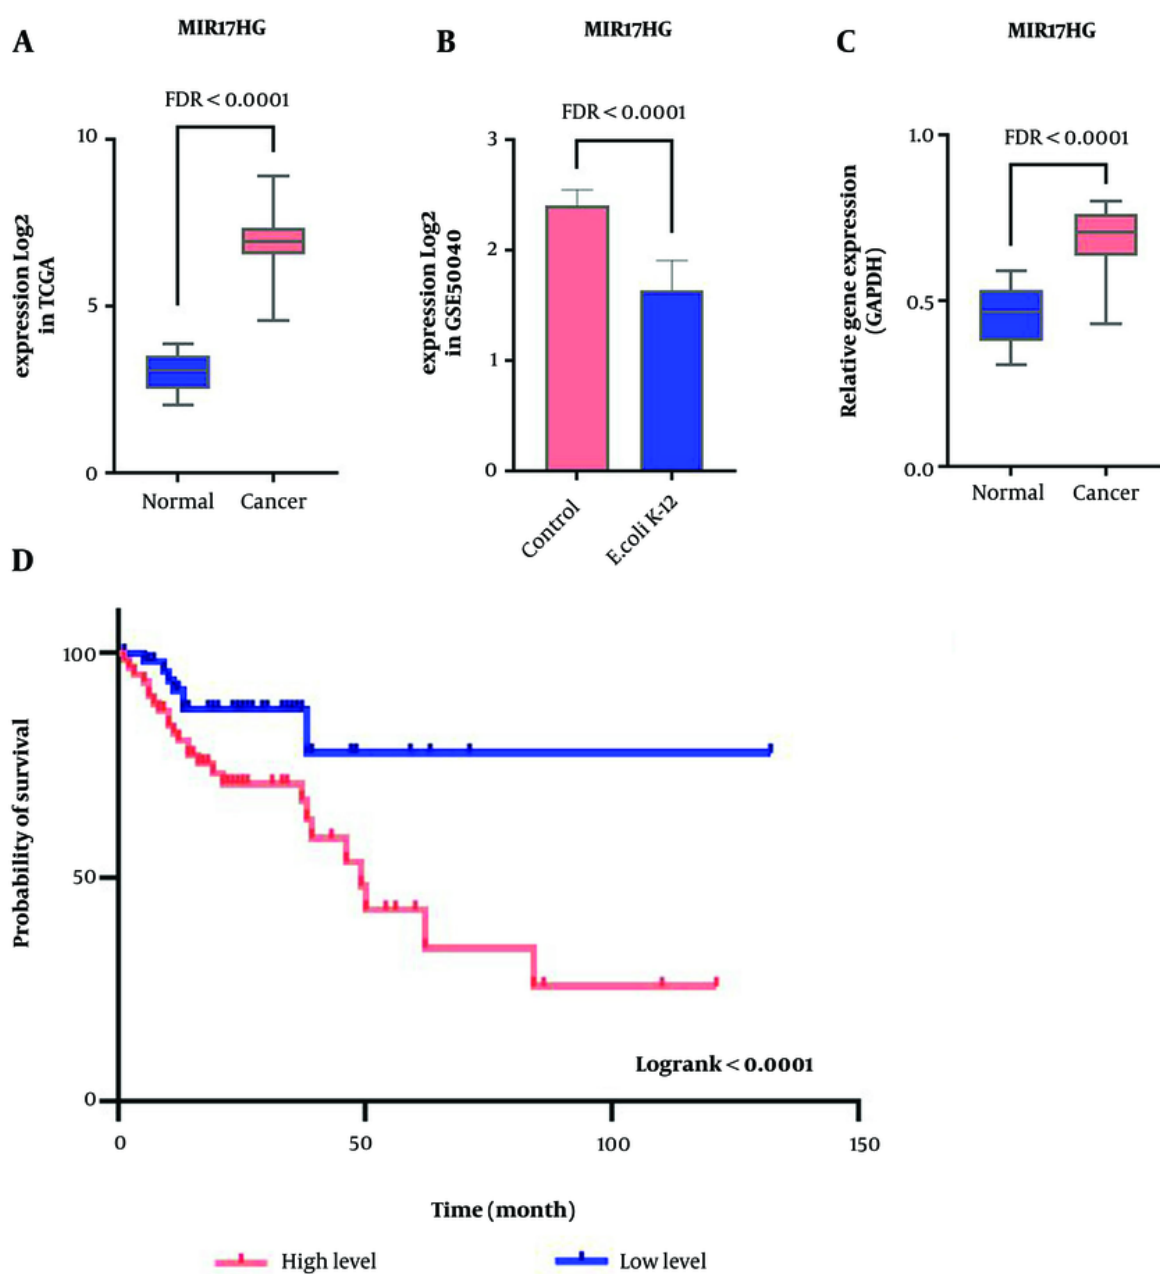 A
MIR17HG
FDR < 0.0001
expression Log2
in TCGA
10
5
0
Normal
Cancer
B
MIR17HG
FDR < 0.0001
expression Log2
in GSE50040
3
2
1
0
Control
E.coli K-12
C
MIR17HG
FDR < 0.0001
Relative gene expression
(GAPDH)
1.0
0.5
0.0
Normal
Cancer
D
Probability of survival
100
50
0
Logrank < 0.0001
0
50
100
150
Time (month)
High level
Low level